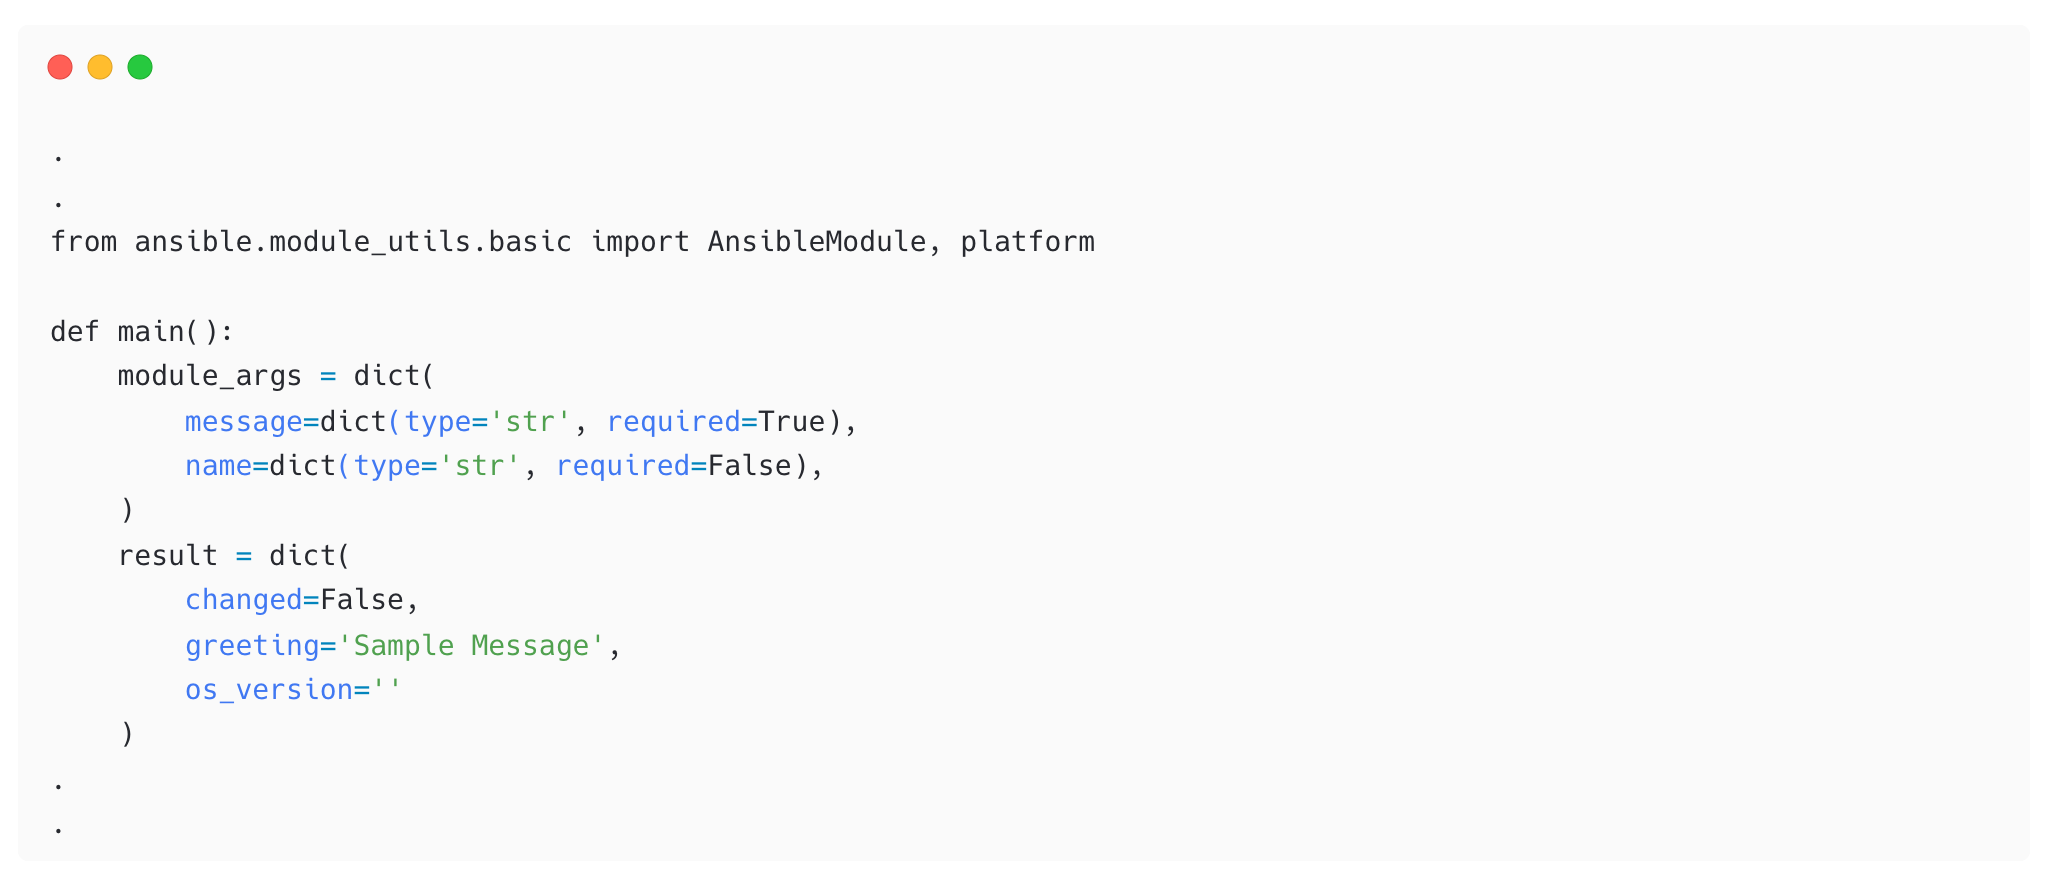 .
.
from ansible.module_utils.basic import AnsibleModule, platform
def main():
    module_args = dict(
        message=dict(type='str', required=True),
        name=dict(type='str', required=False),
    )
    result = dict(
        changed=False,
        greeting='Sample Message',
        os_version=''
    )
.
.